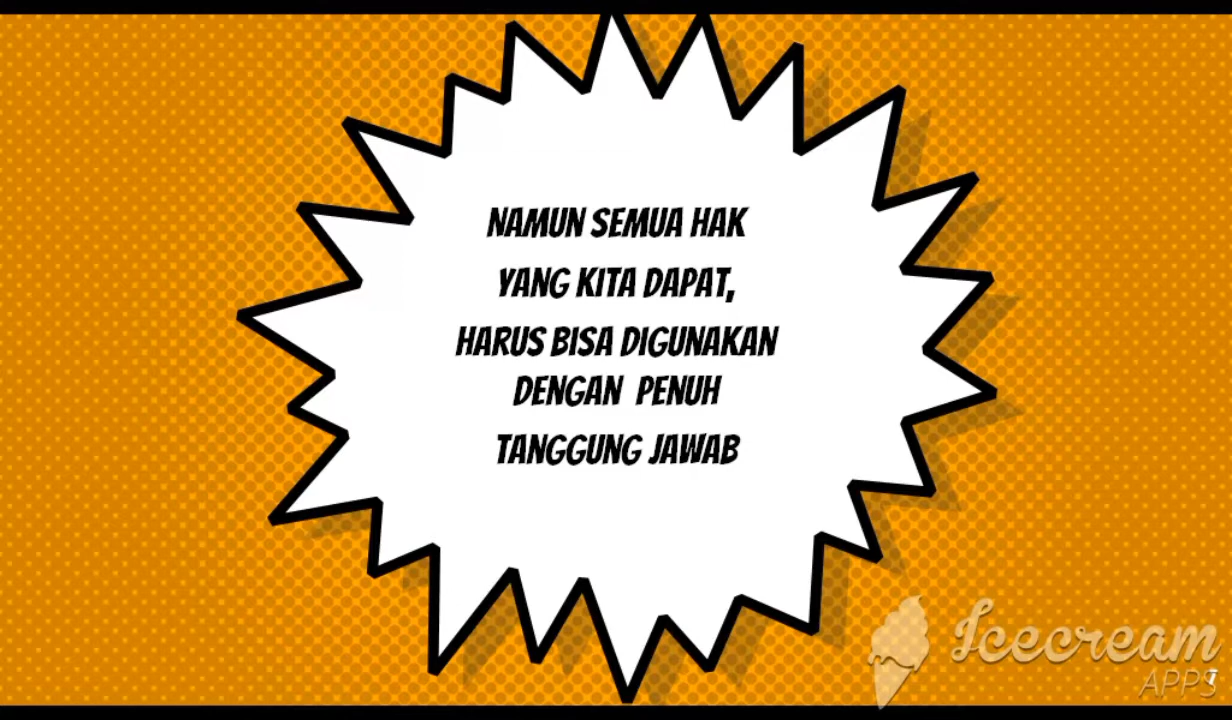 NAMUN SEMUA HAK
YANG KITA DAPAT,
HARUS BISA DIGUNAKAN
DENGAN PENUH
TANGGUNG JAWAB
Icecream
APPS